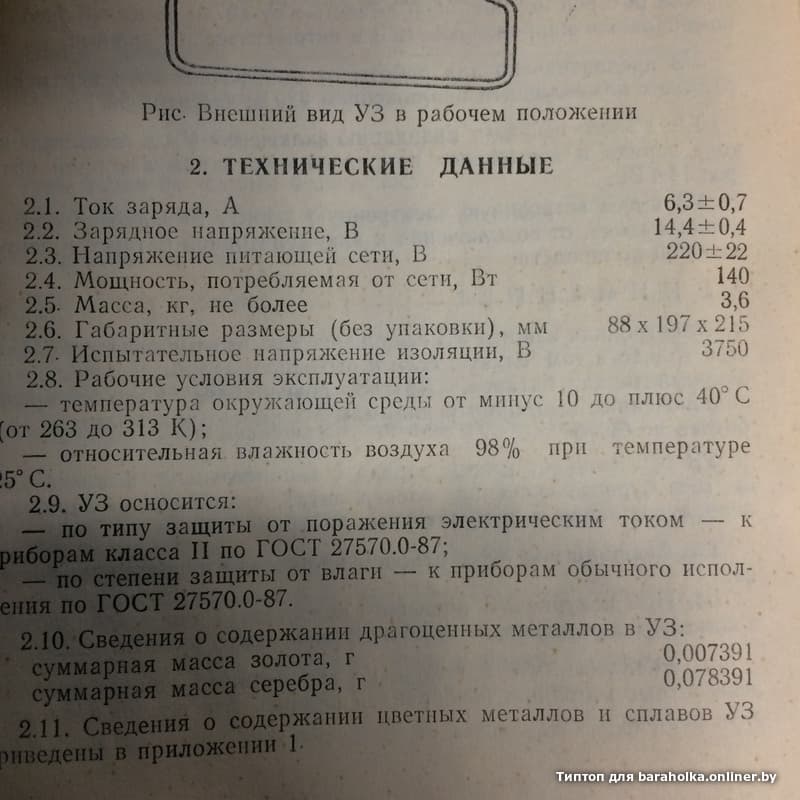 Рис. Внешний вид УЗ в рабочем положении
2. ТЕХНИЧЕСКИЕ ДАННЫЕ
2.1. Ток заряда, А 6,3±0,7
2.2. Зарядное напряжение, В 14,4±0,4
2.3. Напряжение питающей сети, В 220±22
2.4. Мощность, потребляемая от сети, Вт 140
2.5. Масса, кг, не более 3,6
2.6. Габаритные размеры (без упаковки), мм 88 х 197 х 215
2.7. Испытательное напряжение изоляции, В 3750
2.8. Рабочие условия эксплуатации:
— температура окружающей среды от минус 10 до плюс 40°С
(от 263 до 313 К);
— относительная влажность воздуха 98% при температуре
25°С.
2.9. УЗ осносится:
— по типу защиты от поражения электрическим током — к
риборам класса II по ГОСТ 27570.0-87;
— по степени защиты от влаги — к приборам обычного испол-
ения по ГОСТ 27570.0-87.
2.10. Сведения о содержании драгоценных металлов в УЗ:
суммарная масса золота, г 0,007391
суммарная масса серебра, г 0,078391
2.11. Сведения о содержании цветных металлов и сплавов УЗ
риведены в приложении 1.
Типтоп для baraholka.onliner.by